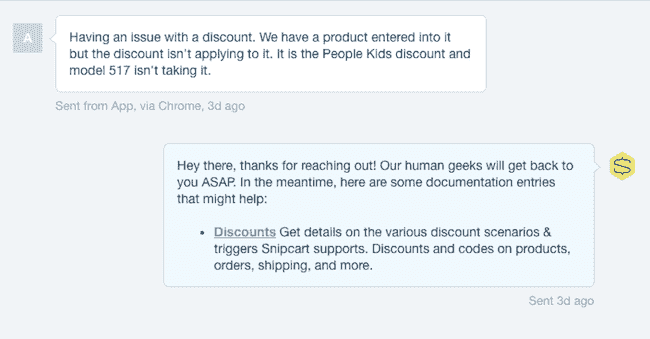 A
Having an issue with a discount. We have a product entered into it
but the discount isn't applying to it. It is the People Kids discount and
model 517 isn't taking it.
Sent from App, via Chrome, 3d ago
Hey there, thanks for reaching out! Our human geeks will get back to
you ASAP. In the meantime, here are some documentation entries
that might help:
• Discounts Get details on the various discount scenarios &
triggers Snipcart supports. Discounts and codes on products,
orders, shipping, and more.
Sent 3d ago